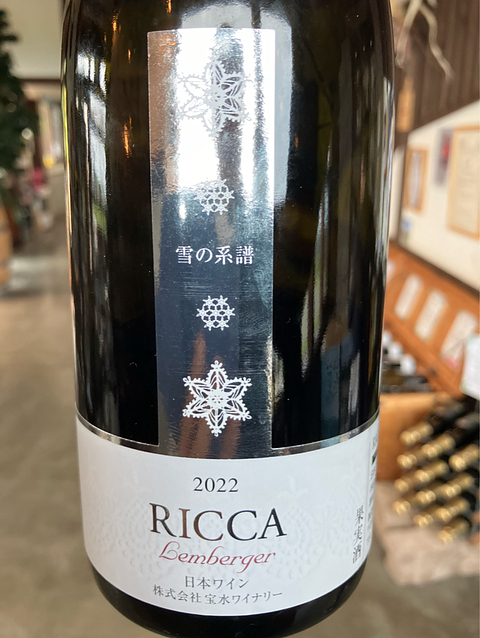 雪の系譜
2022
RICCA
Lemberger
日本ワイン
株式会社 宝水ワイナリー
果実酒